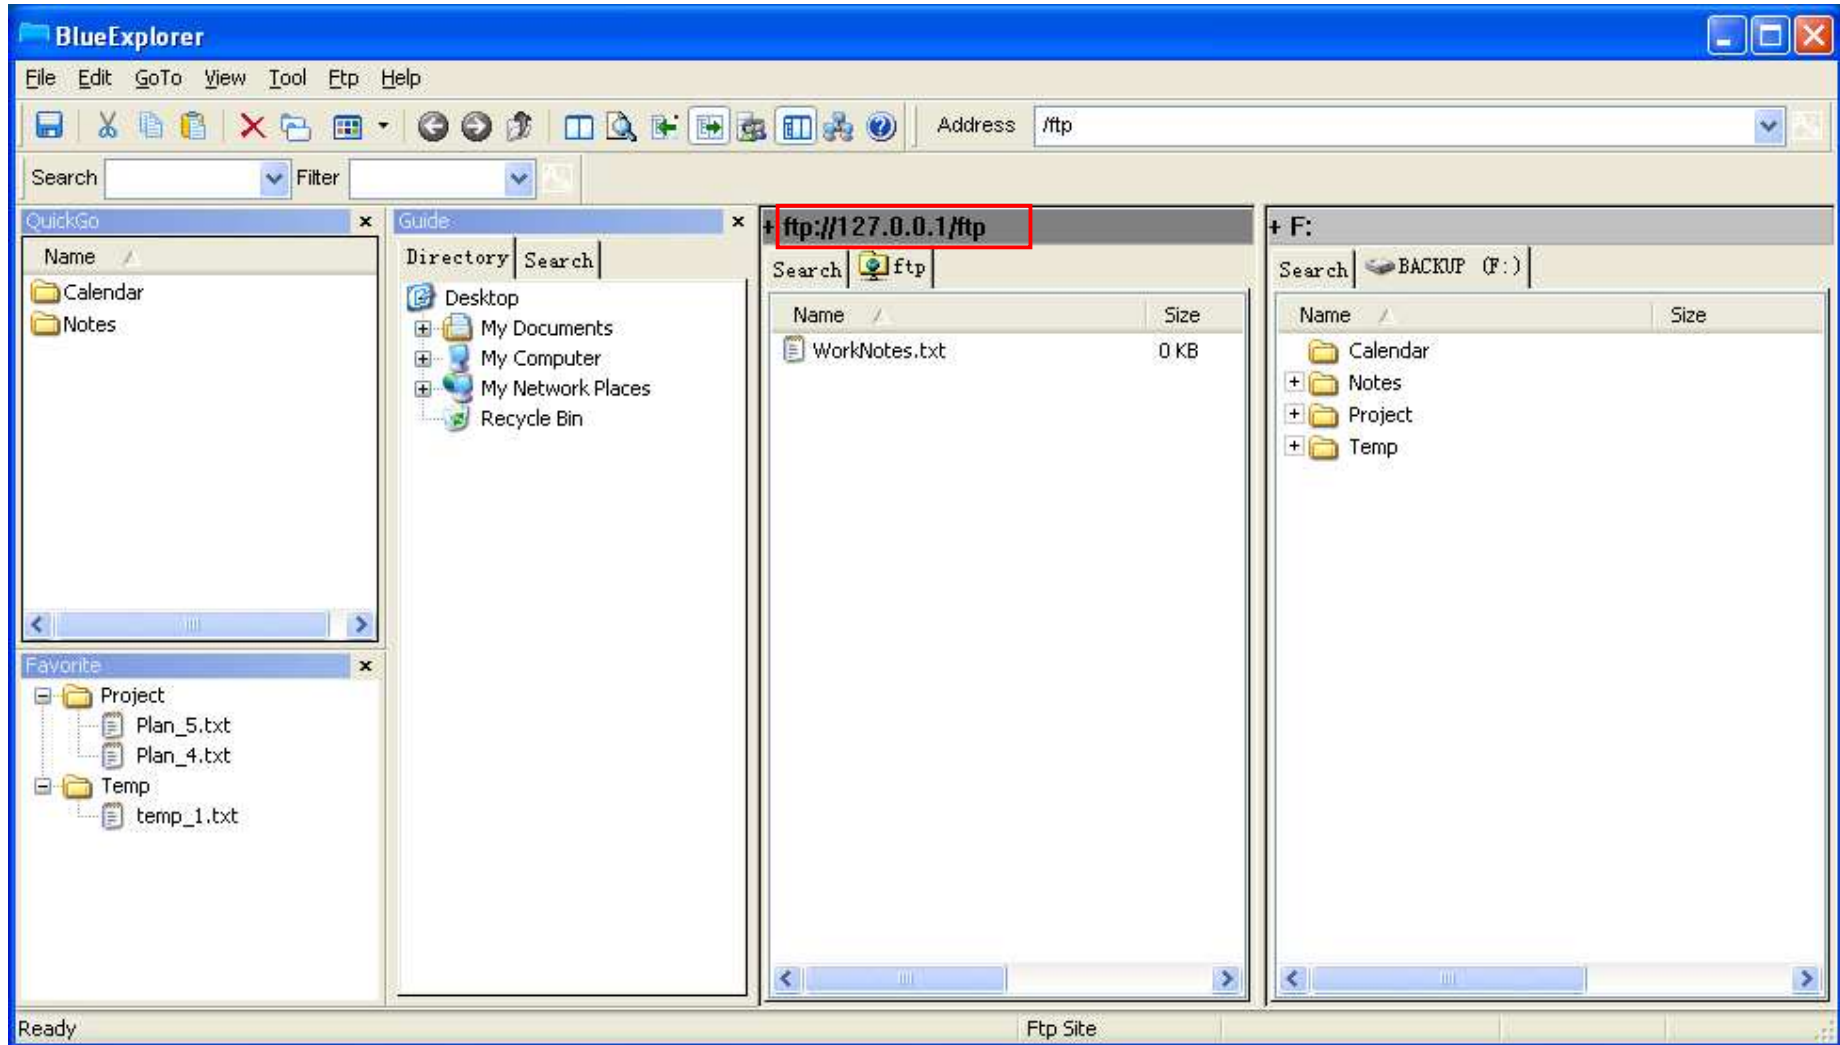 BlueExplorer
File Edit GoTo View Tool Ftp Help
Address /ftp
Search Filter
QuickGo
Name
Calendar
Notes
Favorite
Project
Plan_5.txt
Plan_4.txt
Temp
temp_1.txt
Guide
Directory Search
Desktop
My Documents
My Computer
My Network Places
Recycle Bin
+ ftp://127.0.0.1/ftp
Search ftp
Name Size
WorkNotes.txt 0 KB
+ F:
Search BACKUP (F:)
Name Size
Calendar
Notes
Project
Temp
Ready Ftp Site